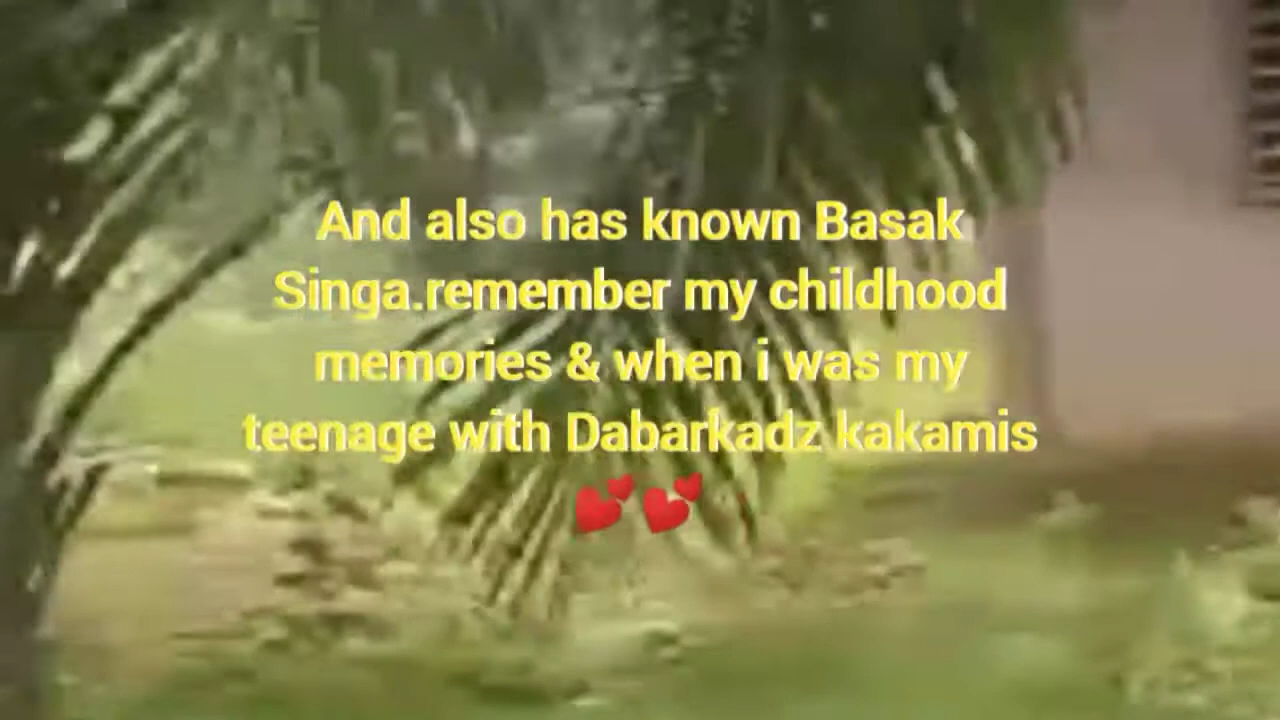 And also has known Basak
Singa.remember my childhood
memories & when i was my
teenage with Dabarkadz kakamis
💕💕